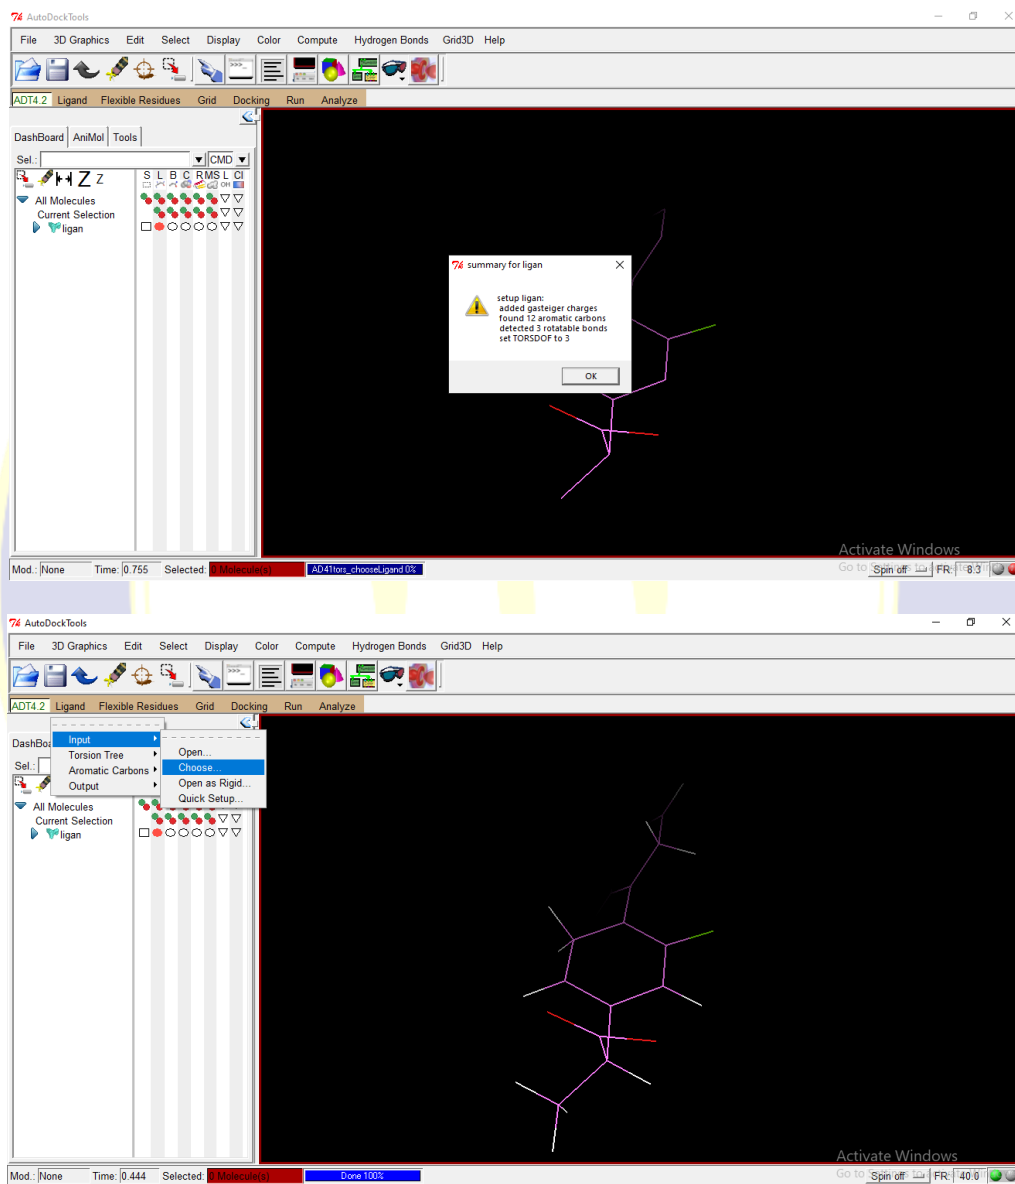 AutoDockTools
File 3D Graphics Edit Select Display Color Compute Hydrogen Bonds Grid3D Help
ADT4.2 Ligand Flexible Residues Grid Docking Run Analyze
DashBoard AniMol Tools
Sel.: CMD
Z Z S L B C R MS L Cl
All Molecules
Current Selection
ligan
summary for ligan
setup ligan:
added gasteiger charges
found 12 aromatic carbons
detected 3 rotatable bonds
set TORSDOF to 3
OK
Activate Windows
Mod.: None Time: 0.755 Selected: 0 Molecule(s) AD41tors_chooseLigand 0% Go to Spin off FR: 8.3
AutoDockTools
File 3D Graphics Edit Select Display Color Compute Hydrogen Bonds Grid3D Help
ADT4.2 Ligand Flexible Residues Grid Docking Run Analyze
DashBoa
Input
Torsion Tree
Aromatic Carbons
Output
Open...
Choose...
Open as Rigid...
Quick Setup...
Sel.:
All Molecules
Current Selection
ligan
Activate Windows
Mod.: None Time: 0.444 Selected: 0 Molecule(s) Done 100% Go to Spin off FR: 40.0